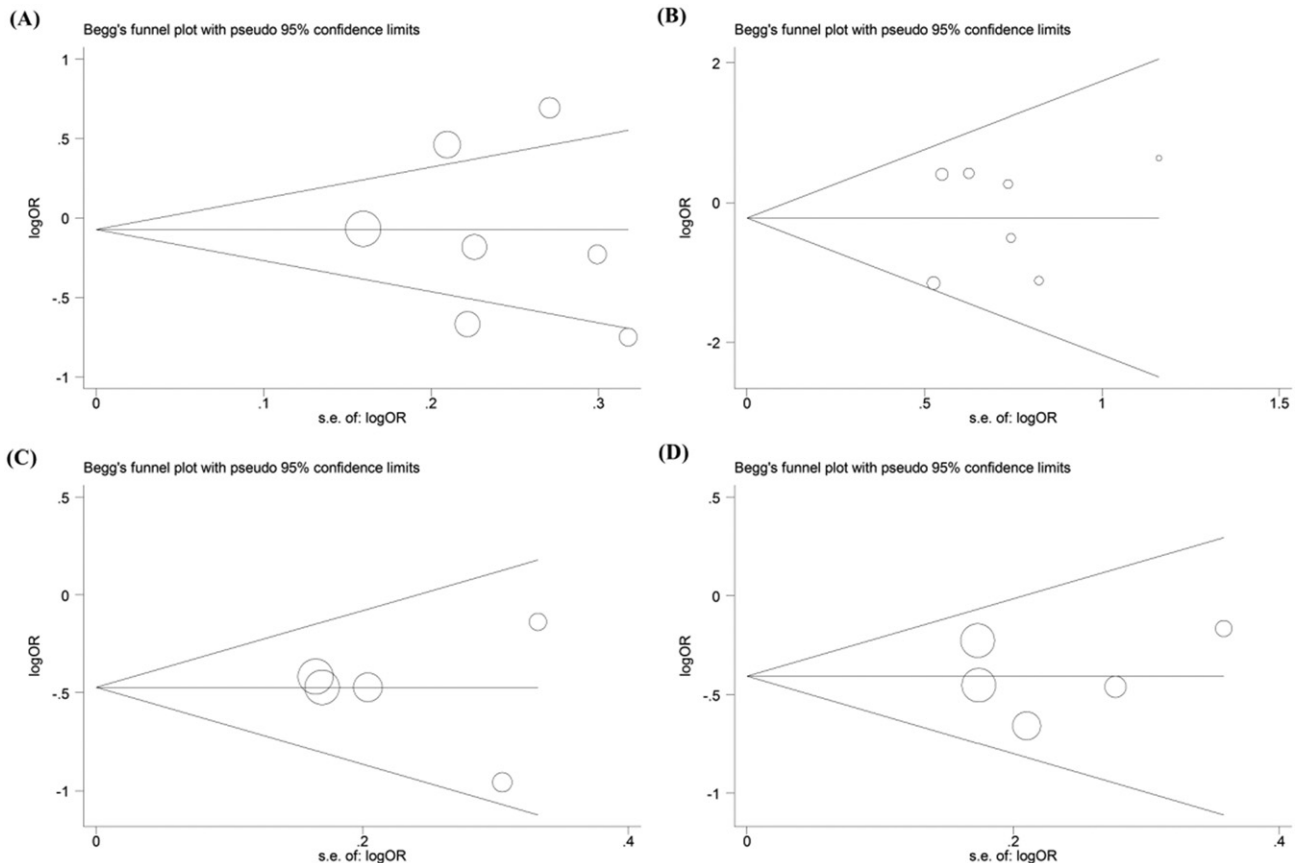 (A)
Begg's funnel plot with pseudo 95% confidence limits
1
.5
0
-.5
-1
logOR
0 .1 .2 .3
s.e. of: logOR
(B)
Begg's funnel plot with pseudo 95% confidence limits
2
0
-2
logOR
0 .5 1 1.5
s.e. of: logOR
(C)
Begg's funnel plot with pseudo 95% confidence limits
.5
0
-.5
-1
logOR
0 .2 .4
s.e. of: logOR
(D)
Begg's funnel plot with pseudo 95% confidence limits
.5
0
-.5
-1
logOR
0 .2 .4
s.e. of: logOR